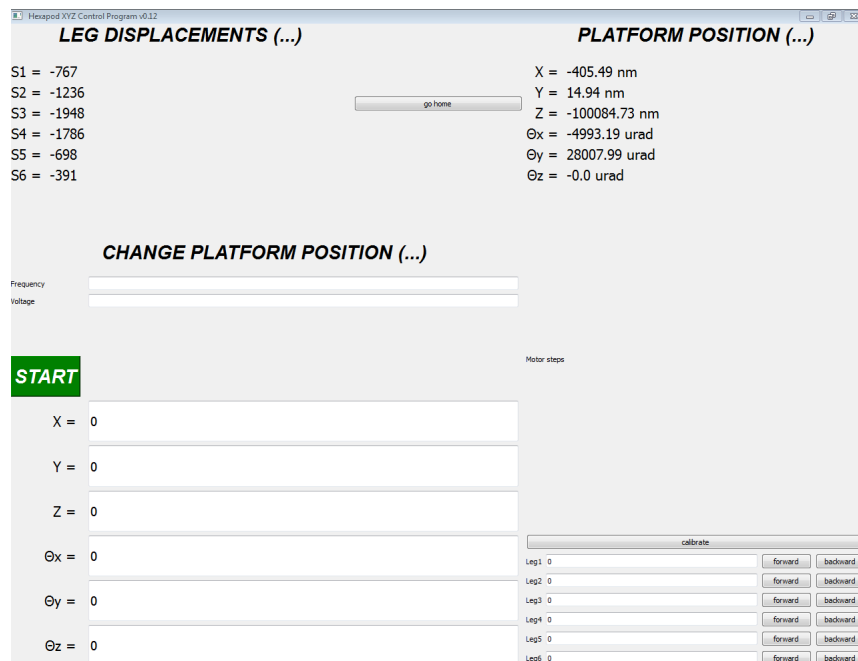 Hexapod XYZ Control Program v0.12
LEG DISPLACEMENTS (...)
S1 = -767
S2 = -1236
S3 = -1948
S4 = -1786
S5 = -698
S6 = -391
go home
PLATFORM POSITION (...)
X = -405.49 nm
Y = 14.94 nm
Z = -100084.73 nm
Θx = -4993.19 urad
Θy = 28007.99 urad
Θz = -0.0 urad
CHANGE PLATFORM POSITION (...)
Frequency
Voltage
START
X = 0
Y = 0
Z = 0
Θx = 0
Θy = 0
Θz = 0
Motor steps
calibrate
Leg1 0 forward backward
Leg2 0 forward backward
Leg3 0 forward backward
Leg4 0 forward backward
Leg5 0 forward backward
Leg6 0 forward backward